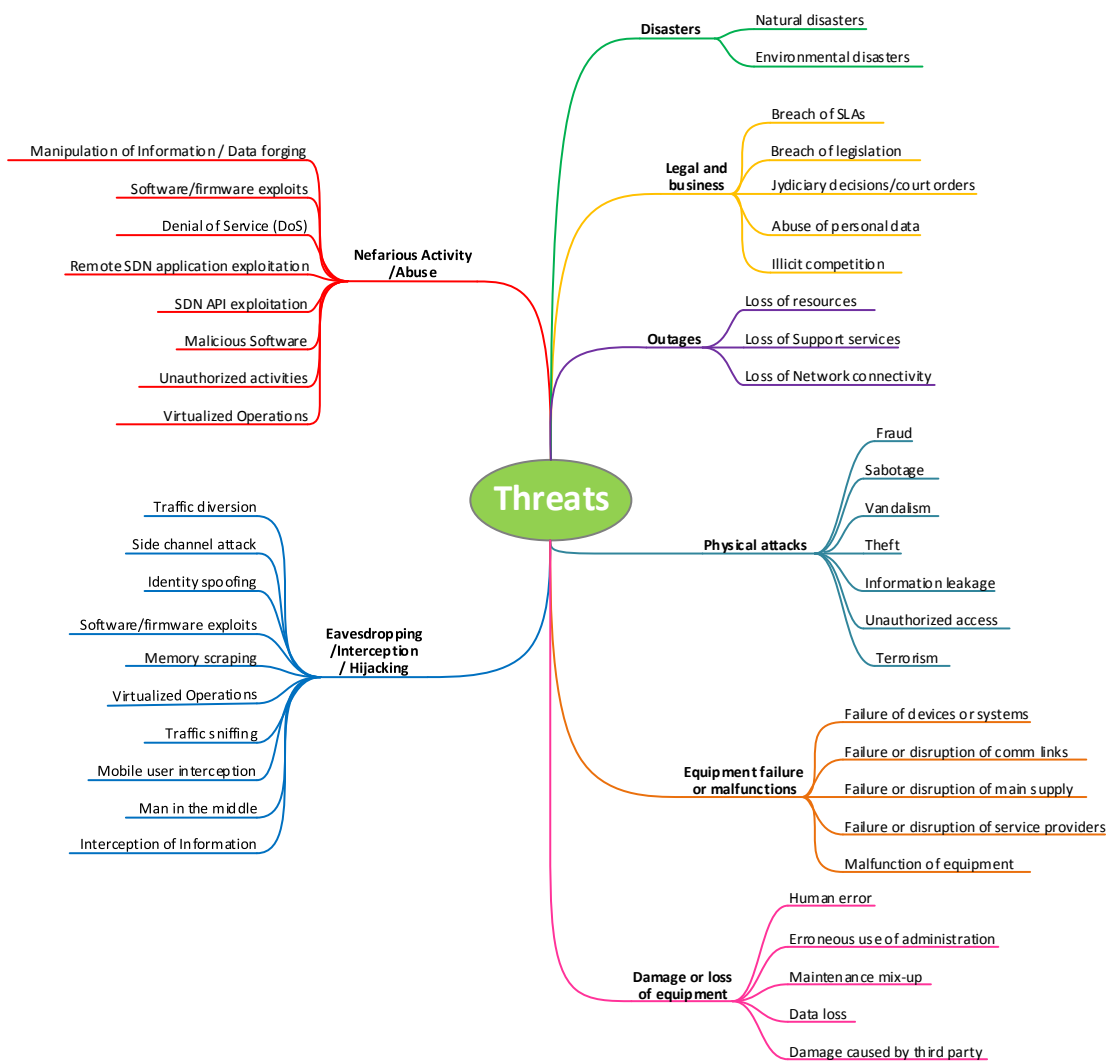 Disasters
Natural disasters
Environmental disasters
Legal and
business
Breach of SLAs
Breach of legislation
Jydiciary decisions/court orders
Abuse of personal data
Illicit competition
Outages
Loss of resources
Loss of Support services
Loss of Network connectivity
Nefarious Activity
/Abuse
Manipulation of Information / Data forging
Software/firmware exploits
Denial of Service (DoS)
Remote SDN application exploitation
SDN API exploitation
Malicious Software
Unauthorized activities
Virtualized Operations
Threats
Physical attacks
Fraud
Sabotage
Vandalism
Theft
Information leakage
Unauthorized access
Terrorism
Eavesdropping
/Interception
/ Hijacking
Traffic diversion
Side channel attack
Identity spoofing
Software/firmware exploits
Memory scraping
Virtualized Operations
Traffic sniffing
Mobile user interception
Man in the middle
Interception of Information
Equipment failure
or malfunctions
Failure of devices or systems
Failure or disruption of comm links
Failure or disruption of main supply
Failure or disruption of service providers
Malfunction of equipment
Damage or loss
of equipment
Human error
Erroneous use of administration
Maintenance mix-up
Data loss
Damage caused by third party